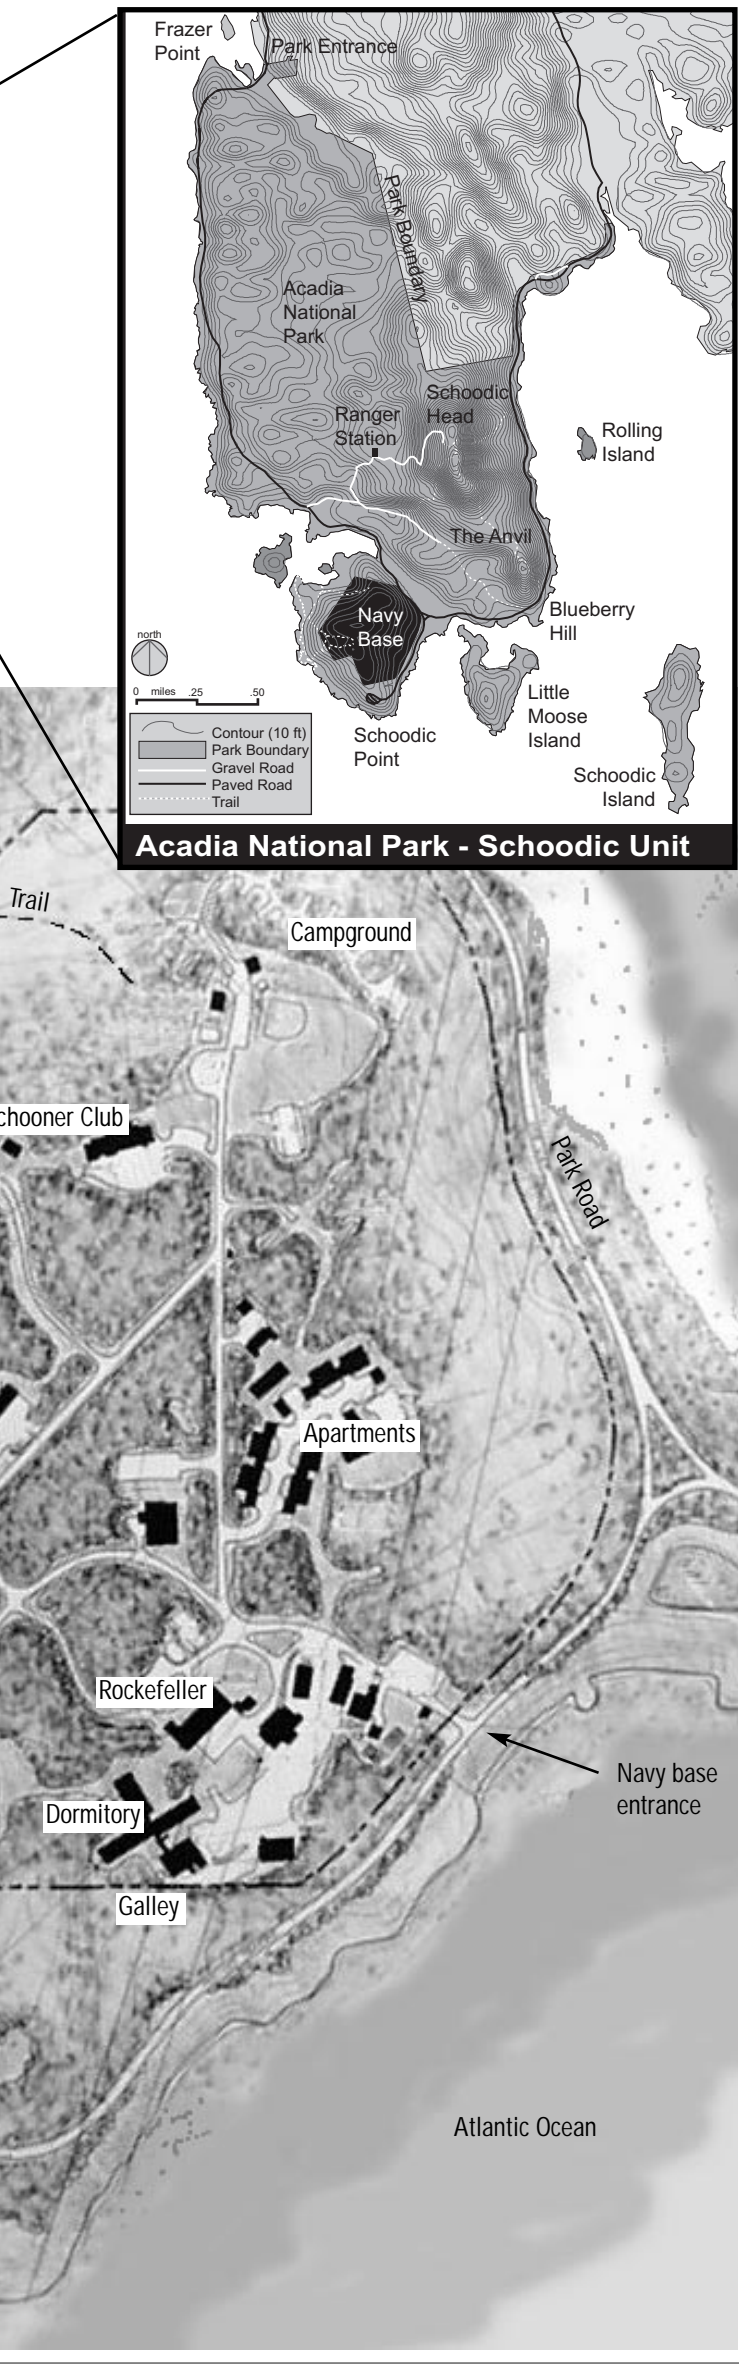 Frazer
Point
Park Entrance
Park Boundary
Acadia
National
Park
Schoodic
Head
Ranger
Station
Rolling
Island
The Anvil
Navy
Base
Blueberry
Hill
north
0 miles .25 .50
Little
Moose
Island
Schoodic
Point
Schoodic
Island
Contour (10 ft)
Park Boundary
Gravel Road
Paved Road
Trail
Acadia National Park - Schoodic Unit
Trail
Campground
chooner Club
Park Road
Apartments
Rockefeller
Navy base
entrance
Dormitory
Galley
Atlantic Ocean